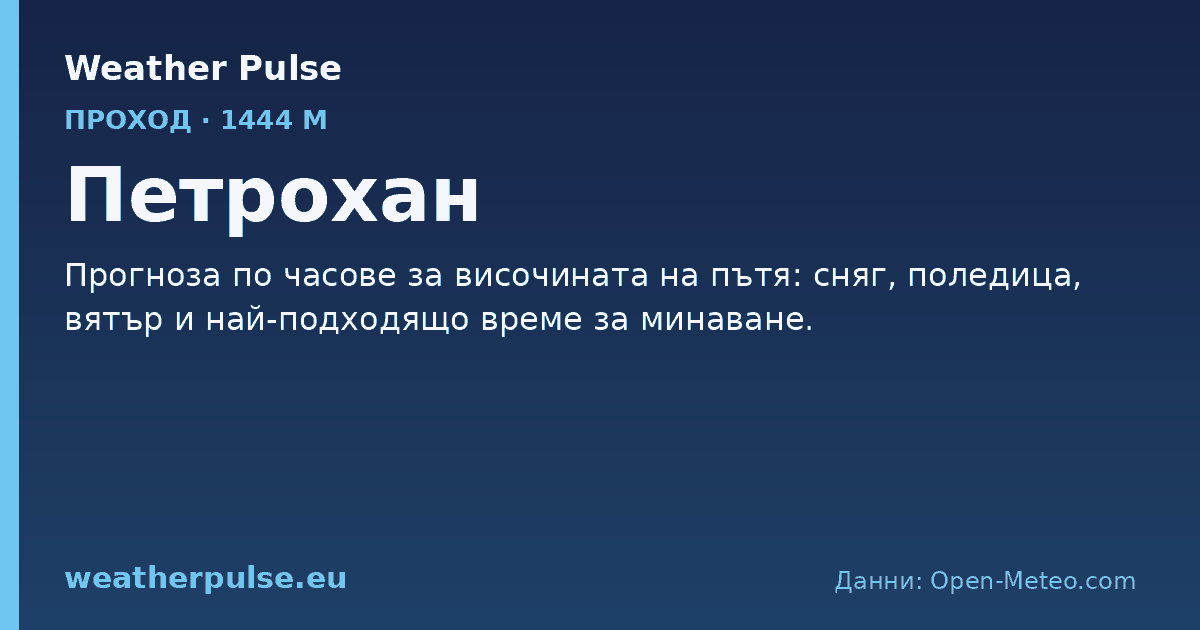 Weather Pulse
ПРОХОД · 1444 М
Петрохан
Прогноза по часове за височината на пътя: сняг, поледица,
вятър и най-подходящо време за минаване.
weatherpulse.eu
Данни: Open-Meteo.com